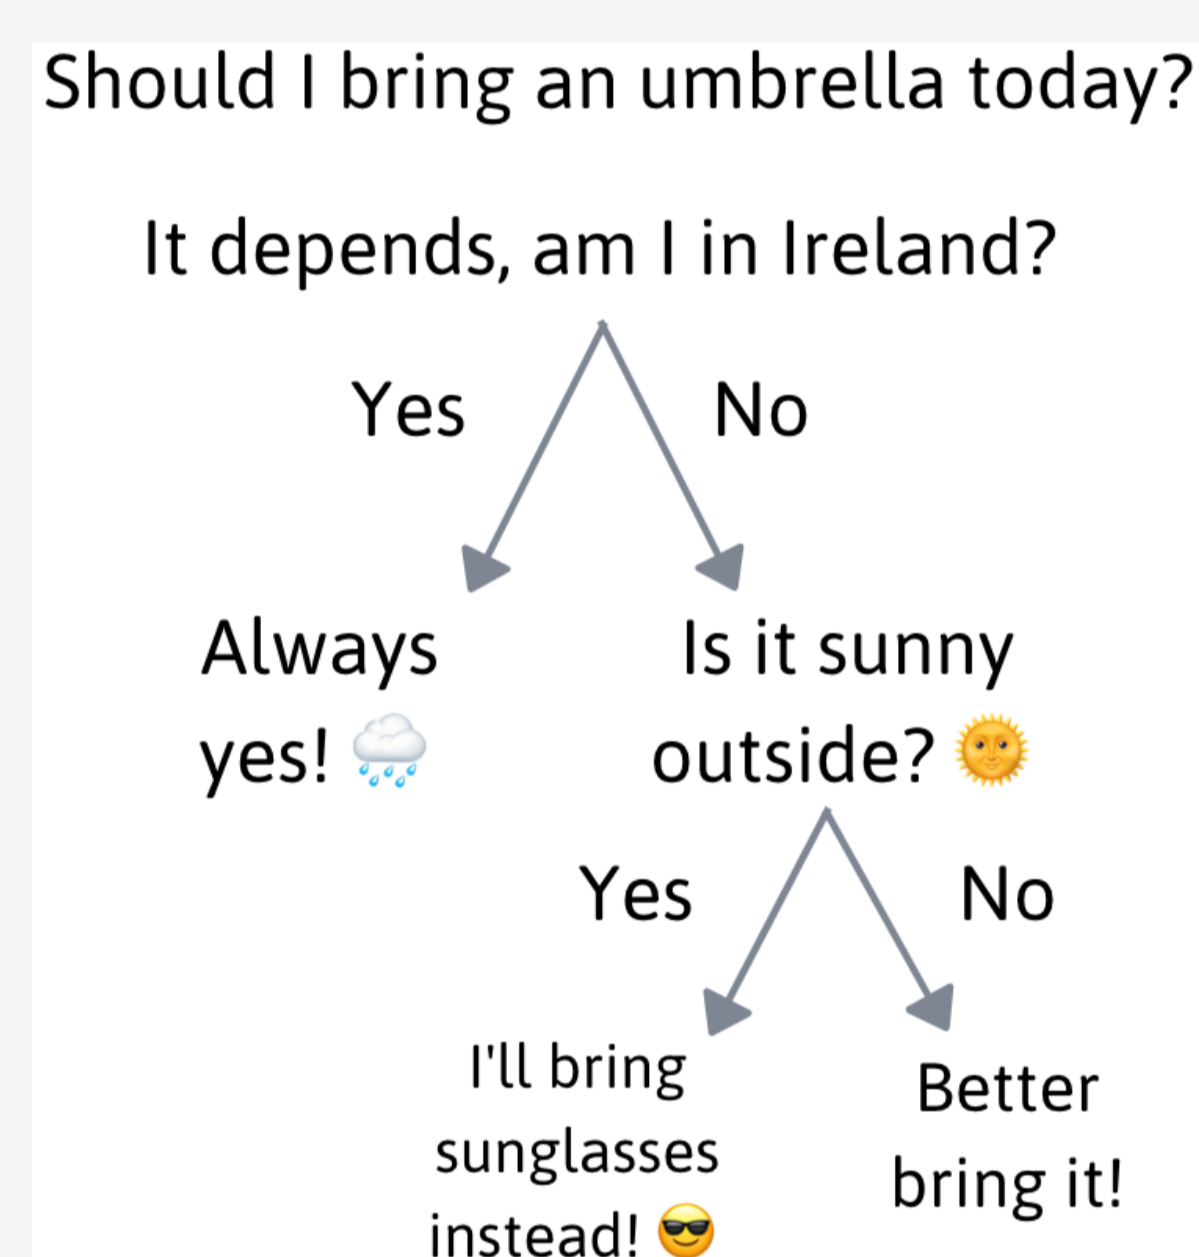 Should I bring an umbrella today?
It depends, am I in Ireland?
Yes
No
Always
yes! 🌧️
Is it sunny
outside? 🌞
Yes
No
I'll bring
sunglasses
instead! 😎
Better
bring it!